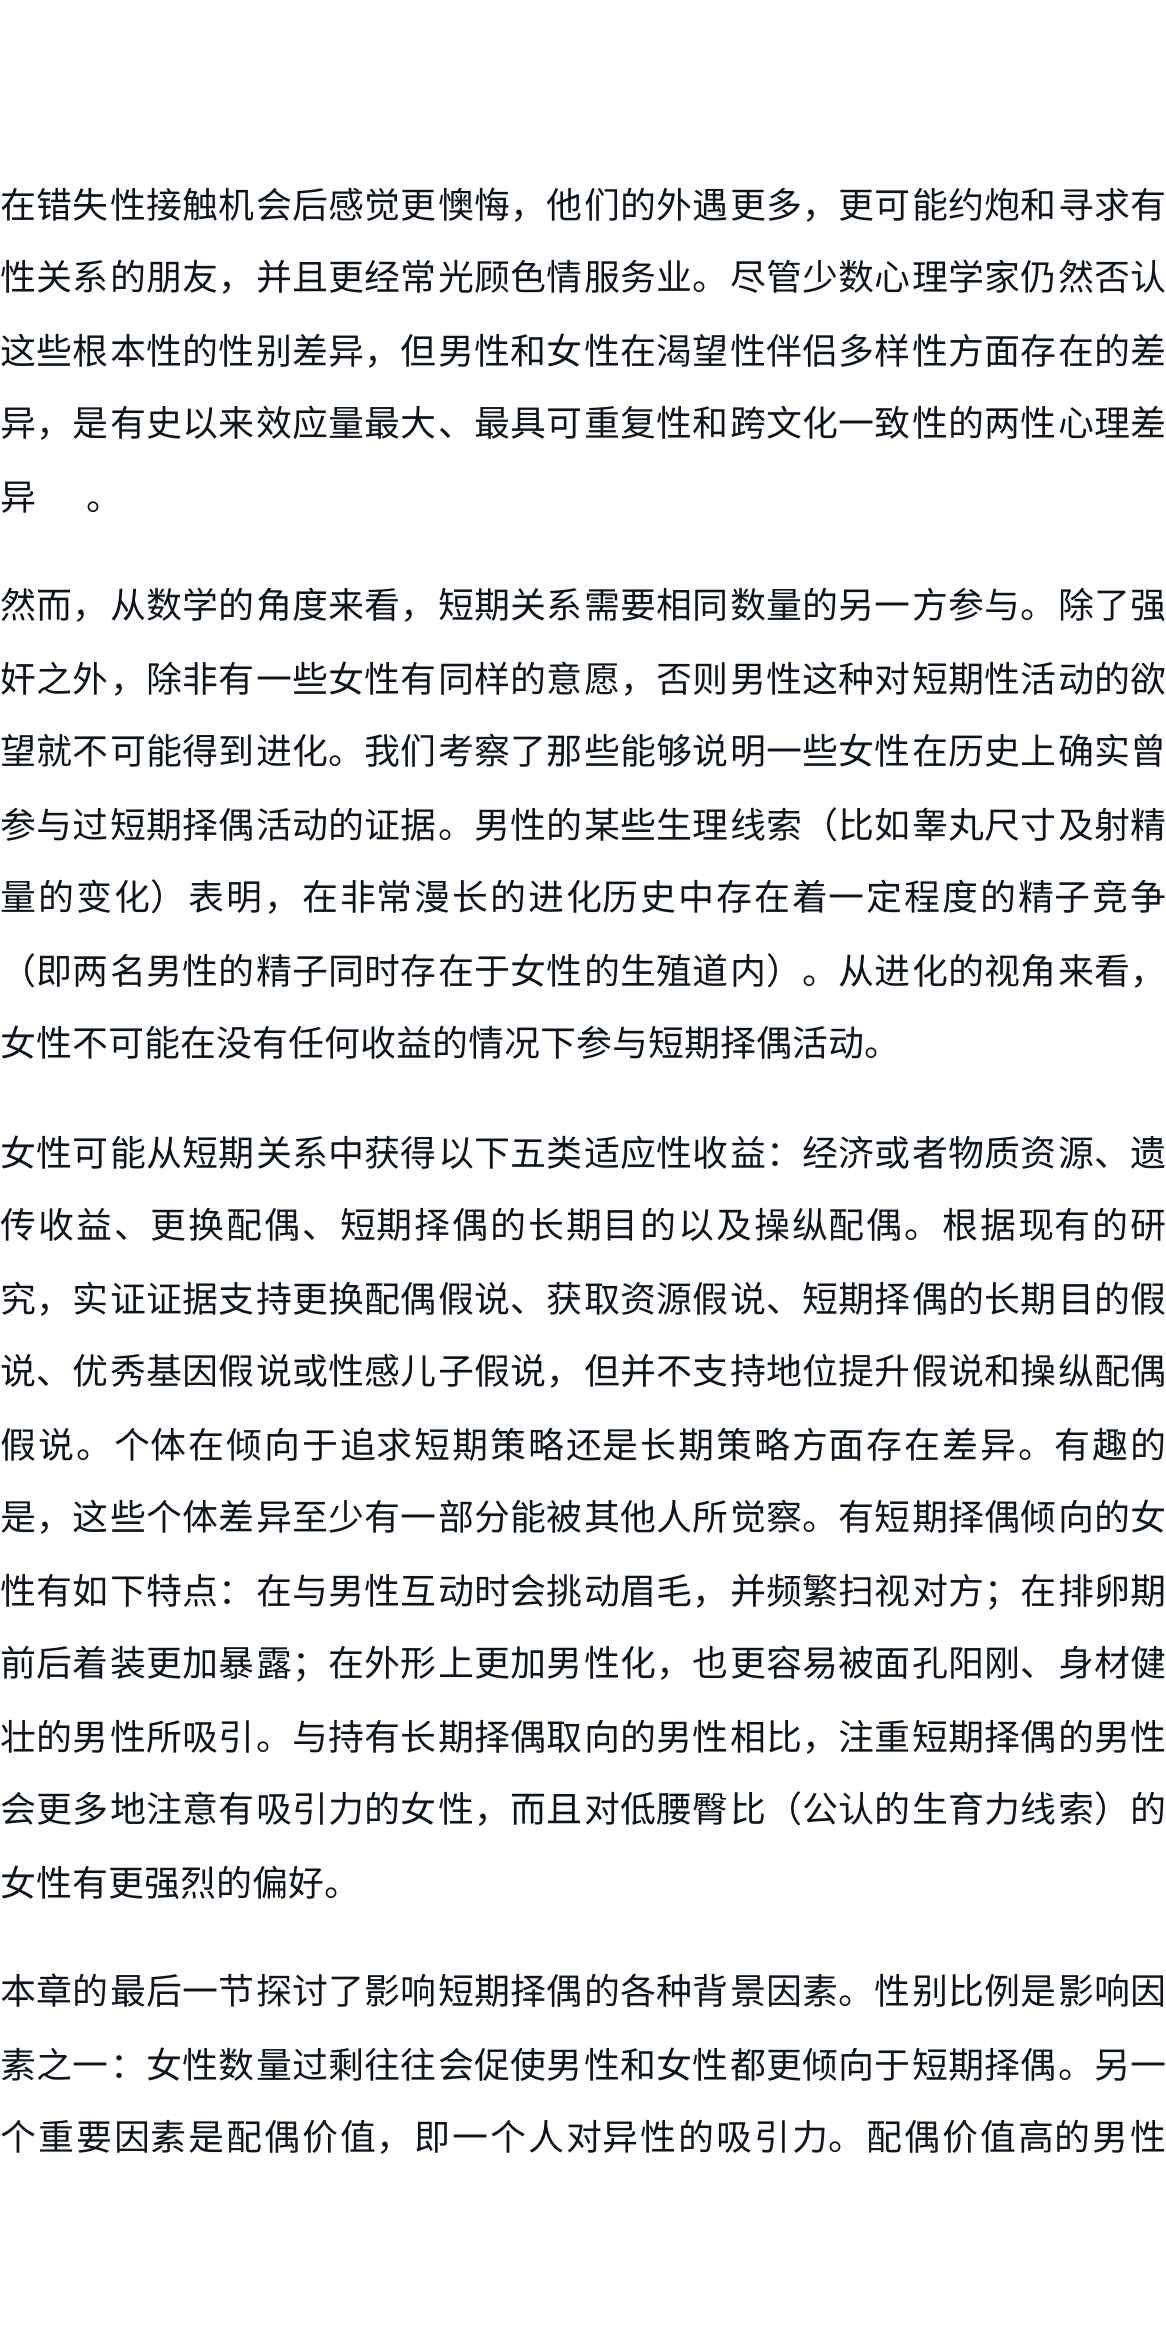 在错失性接触机会后感觉更懊悔，他们的外遇更多，更可能约炮和寻求有
性关系的朋友，并且更经常光顾色情服务业。尽管少数心理学家仍然否认
这些根本性的性别差异，但男性和女性在渴望性伴侣多样性方面存在的差
异，是有史以来效应量最大、最具可重复性和跨文化一致性的两性心理差
异　。
然而，从数学的角度来看，短期关系需要相同数量的另一方参与。除了强
奸之外，除非有一些女性有同样的意愿，否则男性这种对短期性活动的欲
望就不可能得到进化。我们考察了那些能够说明一些女性在历史上确实曾
参与过短期择偶活动的证据。男性的某些生理线索（比如睾丸尺寸及射精
量的变化）表明，在非常漫长的进化历史中存在着一定程度的精子竞争
（即两名男性的精子同时存在于女性的生殖道内）。从进化的视角来看，
女性不可能在没有任何收益的情况下参与短期择偶活动。
女性可能从短期关系中获得以下五类适应性收益：经济或者物质资源、遗
传收益、更换配偶、短期择偶的长期目的以及操纵配偶。根据现有的研
究，实证证据支持更换配偶假说、获取资源假说、短期择偶的长期目的假
说、优秀基因假说或性感儿子假说，但并不支持地位提升假说和操纵配偶
假说。个体在倾向于追求短期策略还是长期策略方面存在差异。有趣的
是，这些个体差异至少有一部分能被其他人所觉察。有短期择偶倾向的女
性有如下特点：在与男性互动时会挑动眉毛，并频繁扫视对方；在排卵期
前后着装更加暴露；在外形上更加男性化，也更容易被面孔阳刚、身材健
壮的男性所吸引。与持有长期择偶取向的男性相比，注重短期择偶的男性
会更多地注意有吸引力的女性，而且对低腰臀比（公认的生育力线索）的
女性有更强烈的偏好。
本章的最后一节探讨了影响短期择偶的各种背景因素。性别比例是影响因
素之一：女性数量过剩往往会促使男性和女性都更倾向于短期择偶。另一
个重要因素是配偶价值，即一个人对异性的吸引力。配偶价值高的男性